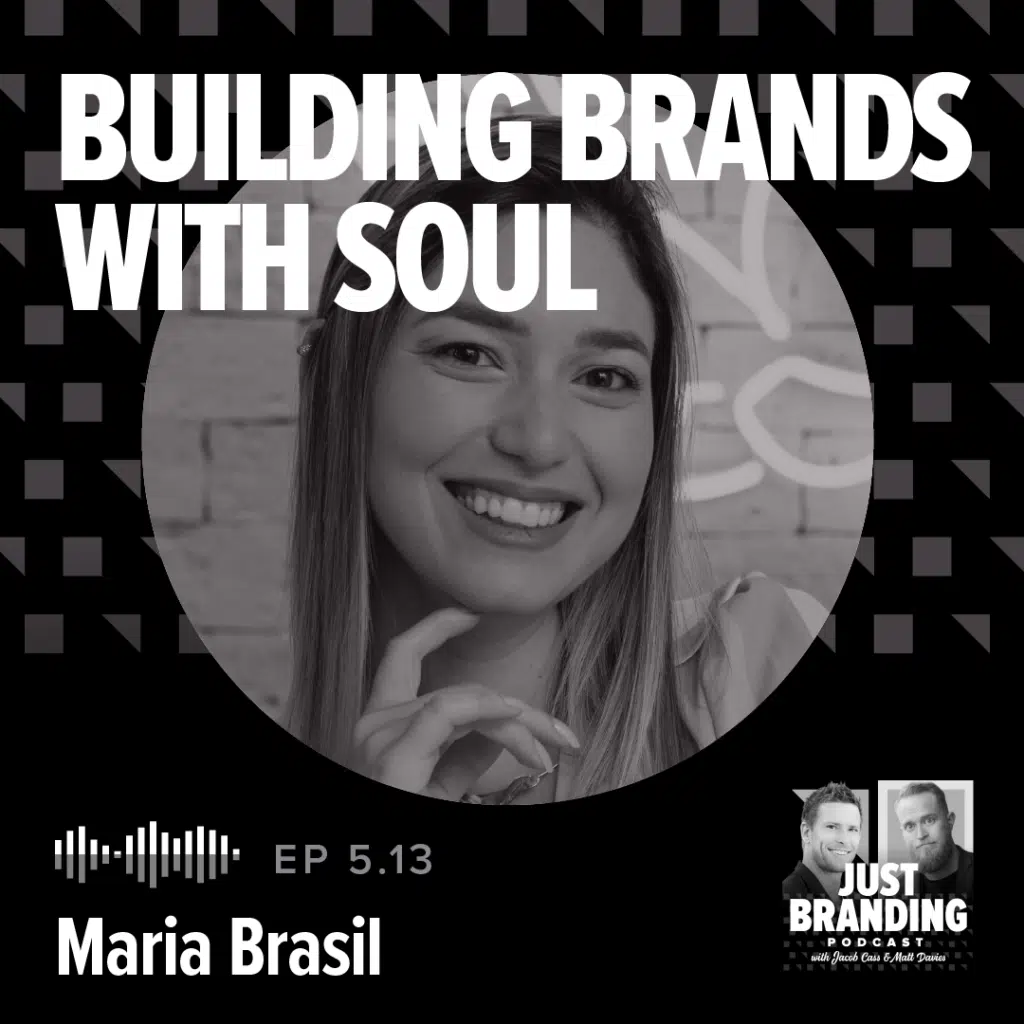 BUILDING BRANDS
WITH SOUL
EP 5.13
Maria Brasil
JUST
BRANDING
PODCAST
with Jacob Cass & Matt Davies